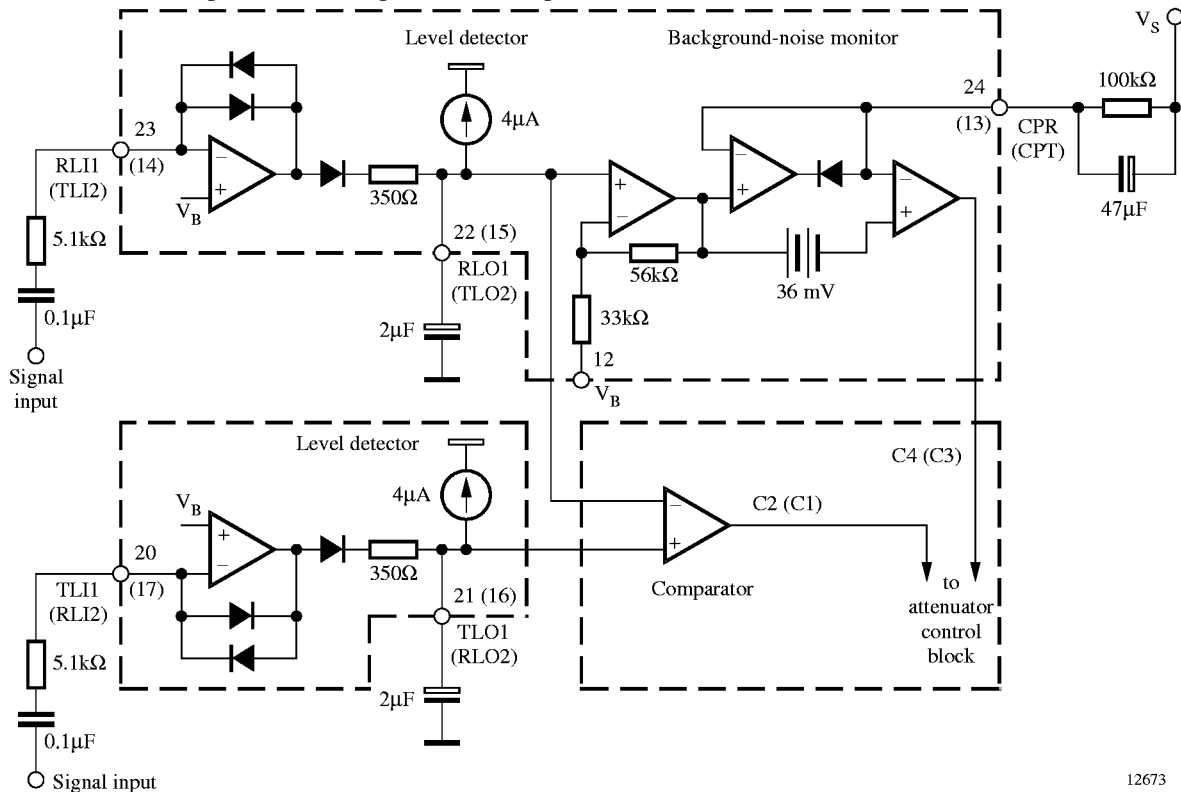 Level detector
Background-noise monitor
V_S
4µA
24
(13)
CPR
(CPT)
100kΩ
47µF
23
(14)
RLI1
(TLI2)
−
+
V_B
350Ω
5.1kΩ
0.1µF
Signal
input
22 (15)
RLO1
(TLO2)
2µF
+
−
−
+
−
+
56kΩ
36 mV
33kΩ
12
V_B
Level detector
4µA
V_B
+
−
20
(17)
TLI1
(RLI2)
350Ω
5.1kΩ
0.1µF
Signal input
21 (16)
TLO1
(RLO2)
2µF
C4 (C3)
−
+
C2 (C1)
Comparator
to
attenuator
control
block
12673